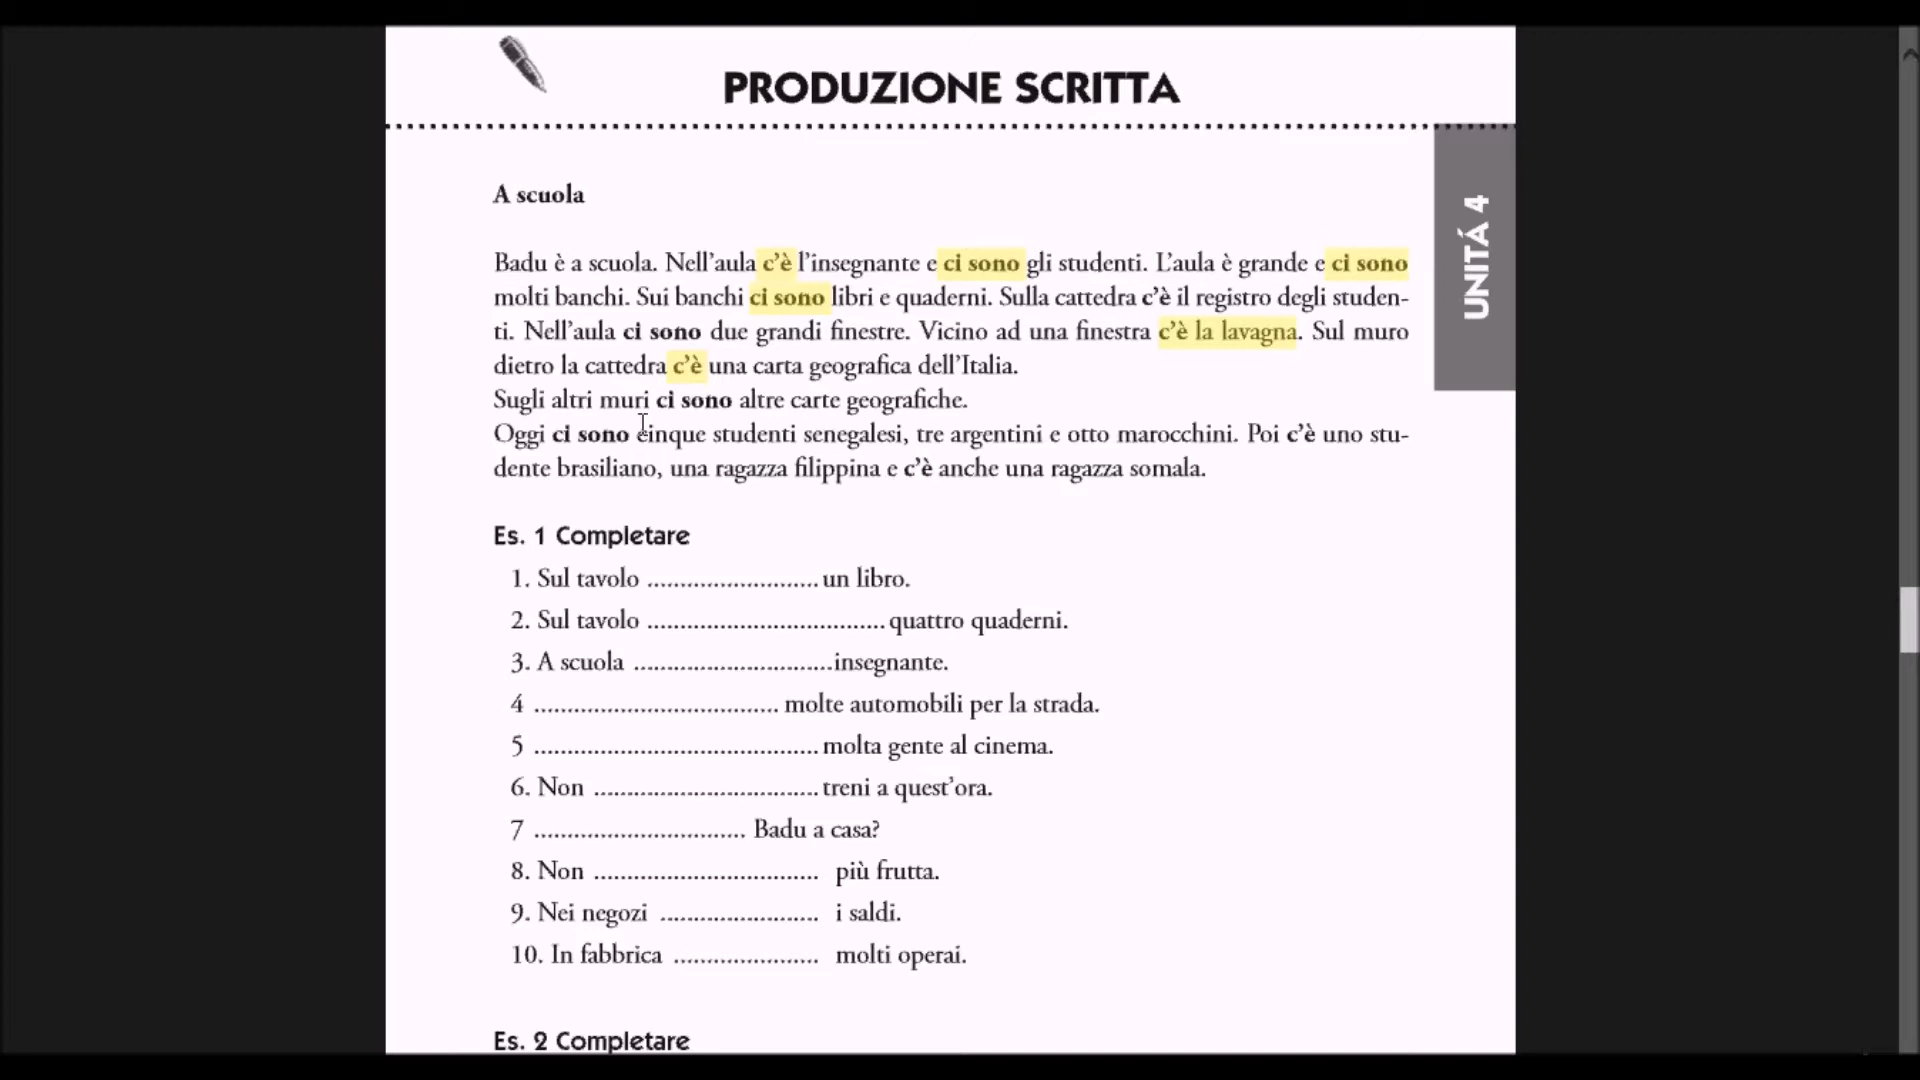 PRODUZIONE SCRITTA
UNITÁ 4
A scuola
Badu è a scuola. Nell'aula c'è l'insegnante e ci sono gli studenti. L'aula è grande e ci sono
molti banchi. Sui banchi ci sono libri e quaderni. Sulla cattedra c'è il registro degli studen-
ti. Nell'aula ci sono due grandi finestre. Vicino ad una finestra c'è la lavagna. Sul muro
dietro la cattedra c'è una carta geografica dell'Italia.
Sugli altri muri ci sono altre carte geografiche.
Oggi ci sono cinque studenti senegalesi, tre argentini e otto marocchini. Poi c'è uno stu-
dente brasiliano, una ragazza filippina e c'è anche una ragazza somala.
Es. 1 Completare
1. Sul tavolo .......................... un libro.
2. Sul tavolo .................................... quattro quaderni.
3. A scuola ..............................insegnante.
4 ..................................... molte automobili per la strada.
5 ........................................... molta gente al cinema.
6. Non .................................. treni a quest'ora.
7 ................................ Badu a casa?
8. Non .................................. più frutta.
9. Nei negozi ........................ i saldi.
10. In fabbrica ...................... molti operai.
Es. 2 Completare